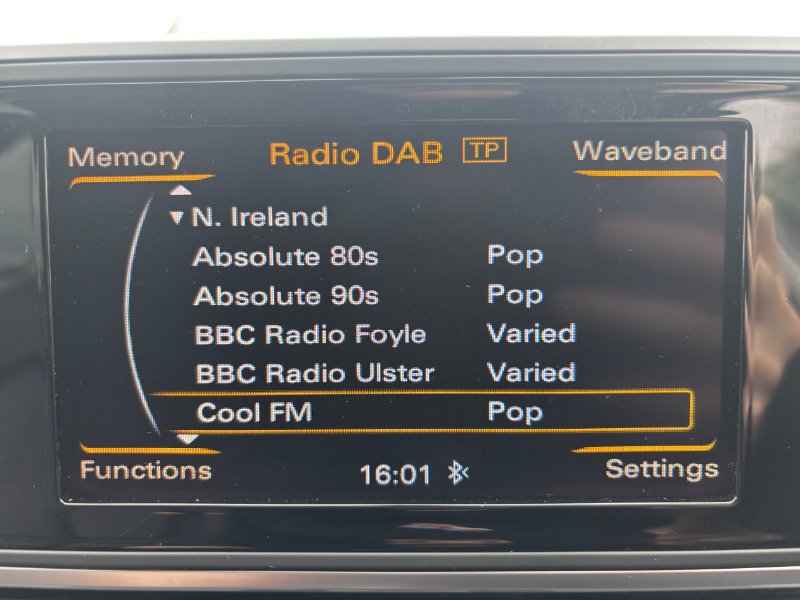 Memory Radio DAB TP Waveband
N. Ireland
Absolute 80s Pop
Absolute 90s Pop
BBC Radio Foyle Varied
BBC Radio Ulster Varied
Cool FM Pop
Functions 16:01 Settings